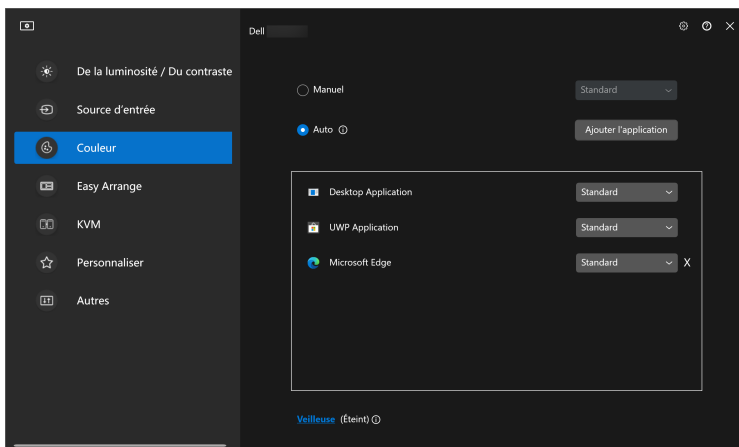 Dell
De la luminosité / Du contraste
Source d'entrée
Couleur
Easy Arrange
KVM
Personnaliser
Autres
Manuel Standard
Auto Ajouter l'application
Desktop Application Standard
UWP Application Standard
Microsoft Edge Standard X
Veilleuse (Éteint)